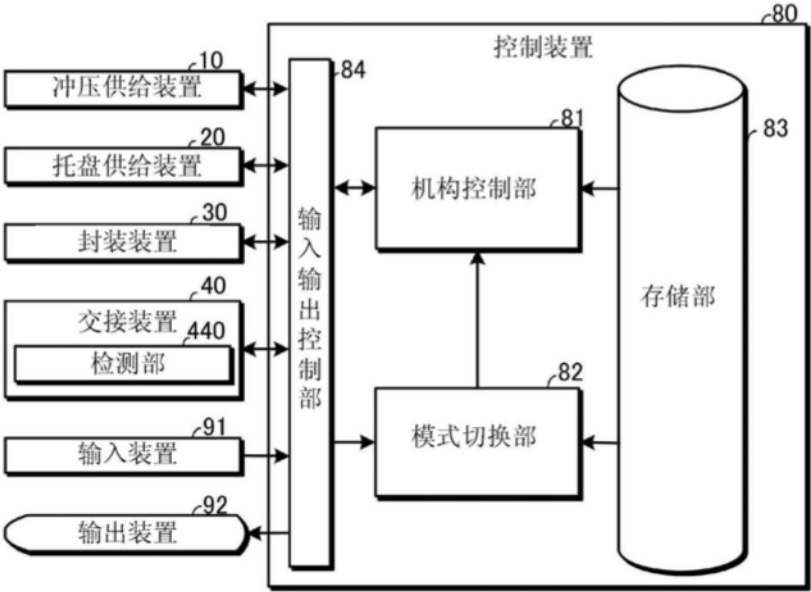 80
控制装置
10
冲压供给装置
20
托盘供给装置
30
封装装置
40
交接装置
440
检测部
91
输入装置
92
输出装置
84
输入输出控制部
81
机构控制部
82
模式切换部
83
存储部